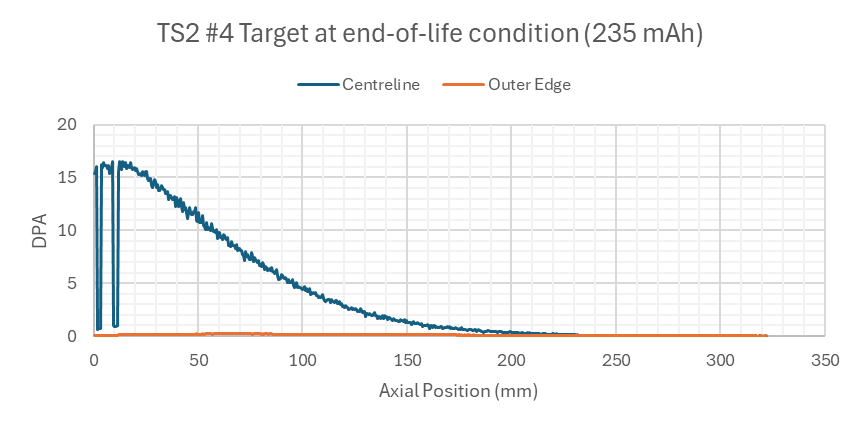 TS2 #4 Target at end-of-life condition (235 mAh)
Centreline Outer Edge
20
15
10
5
0
DPA
0 50 100 150 200 250 300 350
Axial Position (mm)